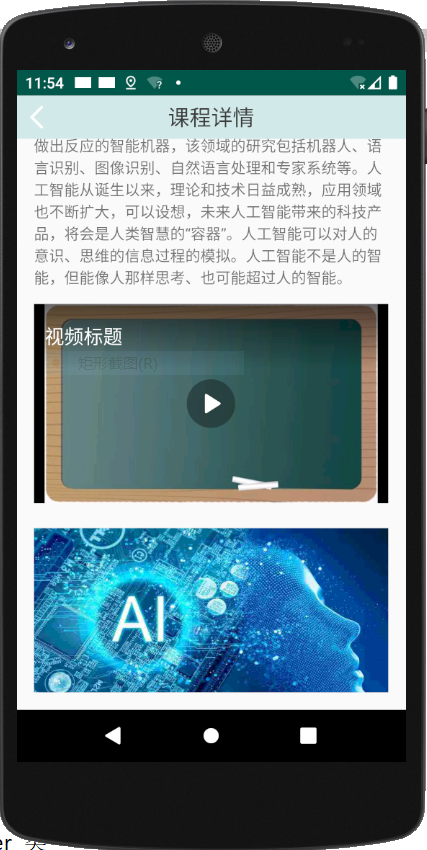 11:54
课程详情
做出反应的智能机器，该领域的研究包括机器人、语
言识别、图像识别、自然语言处理和专家系统等。人
工智能从诞生以来，理论和技术日益成熟，应用领域
也不断扩大，可以设想，未来人工智能带来的科技产
品，将会是人类智慧的“容器”。人工智能可以对人的
意识、思维的信息过程的模拟。人工智能不是人的智
能，但能像人那样思考、也可能超过人的智能。
视频标题
矩形截图(R)
AI
er